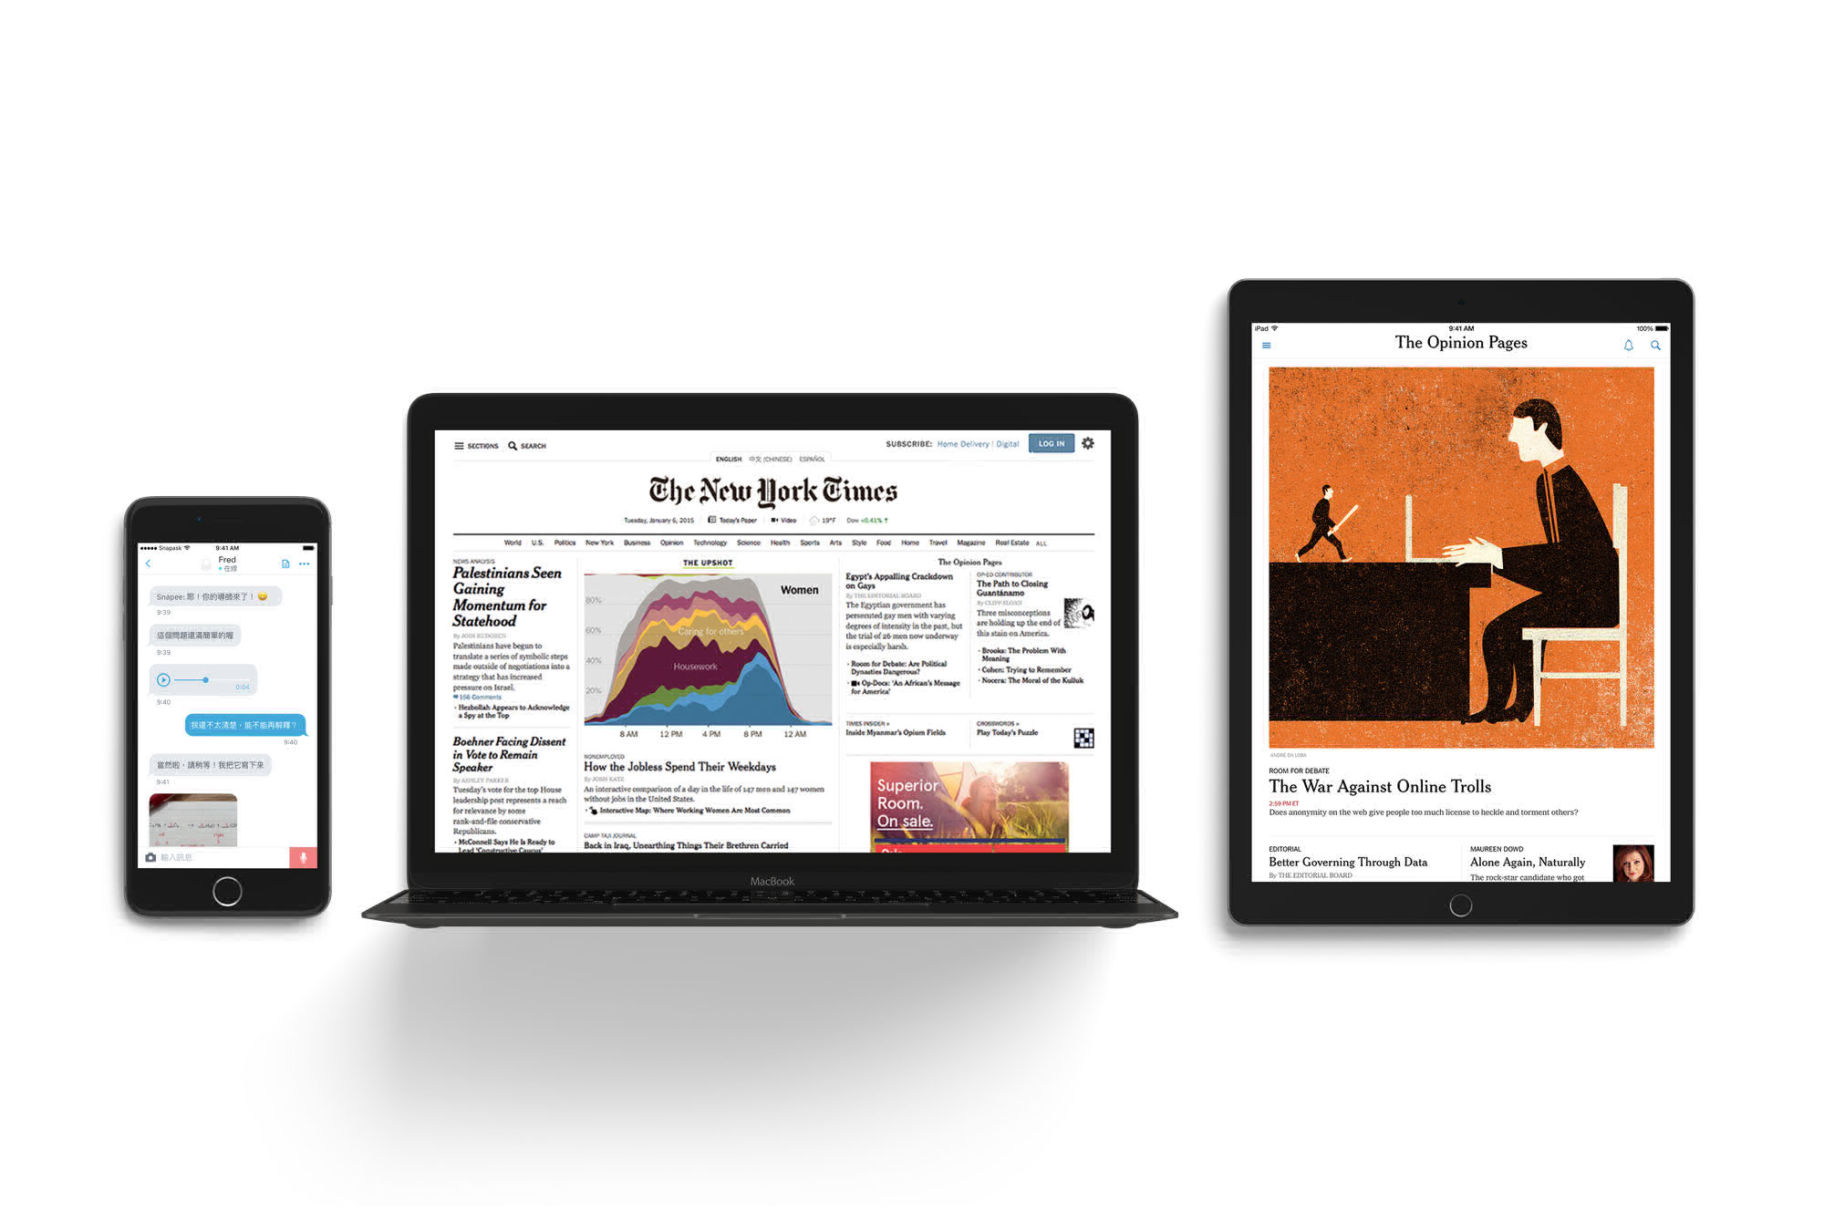 Snapask
9:41 AM
Fred
在線
Snapee: 耶！你的導師來了！
9:39
這個問題還滿簡單的喔
9:39
0:04
9:40
我還不太清楚，能不能再解釋？
9:40
當然啦，請稍等！我把它寫下來
9:41
輸入訊息
SECTIONS
SEARCH
SUBSCRIBE: Home Delivery | Digital
LOG IN
ENGLISH 中文 (CHINESE) ESPAÑOL
The New York Times
Tuesday, January 6, 2015
Today's Paper
Video
19°F
Dow +0.41% ↑
World U.S. Politics New York Business Opinion Technology Science Health Sports Arts Style Food Home Travel Magazine Real Estate ALL
NEWS ANALYSIS
Palestinians Seen
Gaining
Momentum for
Statehood
By JODI RUDOREN
Palestinians have begun to
translate a series of symbolic steps
made outside of negotiations into a
strategy that has increased
pressure on Israel.
156 Comments
• Hezbollah Appears to Acknowledge
a Spy at the Top
Boehner Facing Dissent
in Vote to Remain
Speaker
By ASHLEY PARKER
Tuesday's vote for the top House
leadership post represents a reach
for relevance by some
rank-and-file conservative
Republicans.
• McConnell Says He Is Ready to
Lead 'Constructive Caucus'
THE UPSHOT
Women
80%
60%
40%
20%
Caring for others
Housework
8 AM 12 PM 4 PM 8 PM 12 AM
NONEMPLOYED
How the Jobless Spend Their Weekdays
By JOSH KATZ
An interactive comparison of a day in the life of 147 men and 147 women
without jobs in the United States.
• Interactive Map: Where Working Women Are Most Common
CAMP TAJI JOURNAL
Back in Iraq, Unearthing Things Their Brethren Carried
The Opinion Pages
Egypt's Appalling Crackdown
on Gays
By THE EDITORIAL BOARD
The Egyptian government has
persecuted gay men with varying
degrees of intensity in the past, but
the trial of 26 men now underway
is especially harsh.
• Room for Debate: Are Political
Dynasties Dangerous?
• Op-Docs: 'An African's Message
for America'
OP-ED CONTRIBUTOR
The Path to Closing
Guantánamo
By CLIFF SLOAN
Three misconceptions
are holding up the end of
this stain on America.
• Brooks: The Problem With
Meaning
• Cohen: Trying to Remember
• Nocera: The Moral of the Kulluk
TIMES INSIDER »
Inside Myanmar's Opium Fields
CROSSWORDS »
Play Today's Puzzle
Superior
Room.
On sale.
MacBook
iPad
9:41 AM
100%
The Opinion Pages
ANDRÉ DA LOBA
ROOM FOR DEBATE
The War Against Online Trolls
2:59 PM ET
Does anonymity on the web give people too much license to heckle and torment others?
EDITORIAL
Better Governing Through Data
By THE EDITORIAL BOARD
MAUREEN DOWD
Alone Again, Naturally
The rock-star candidate who got